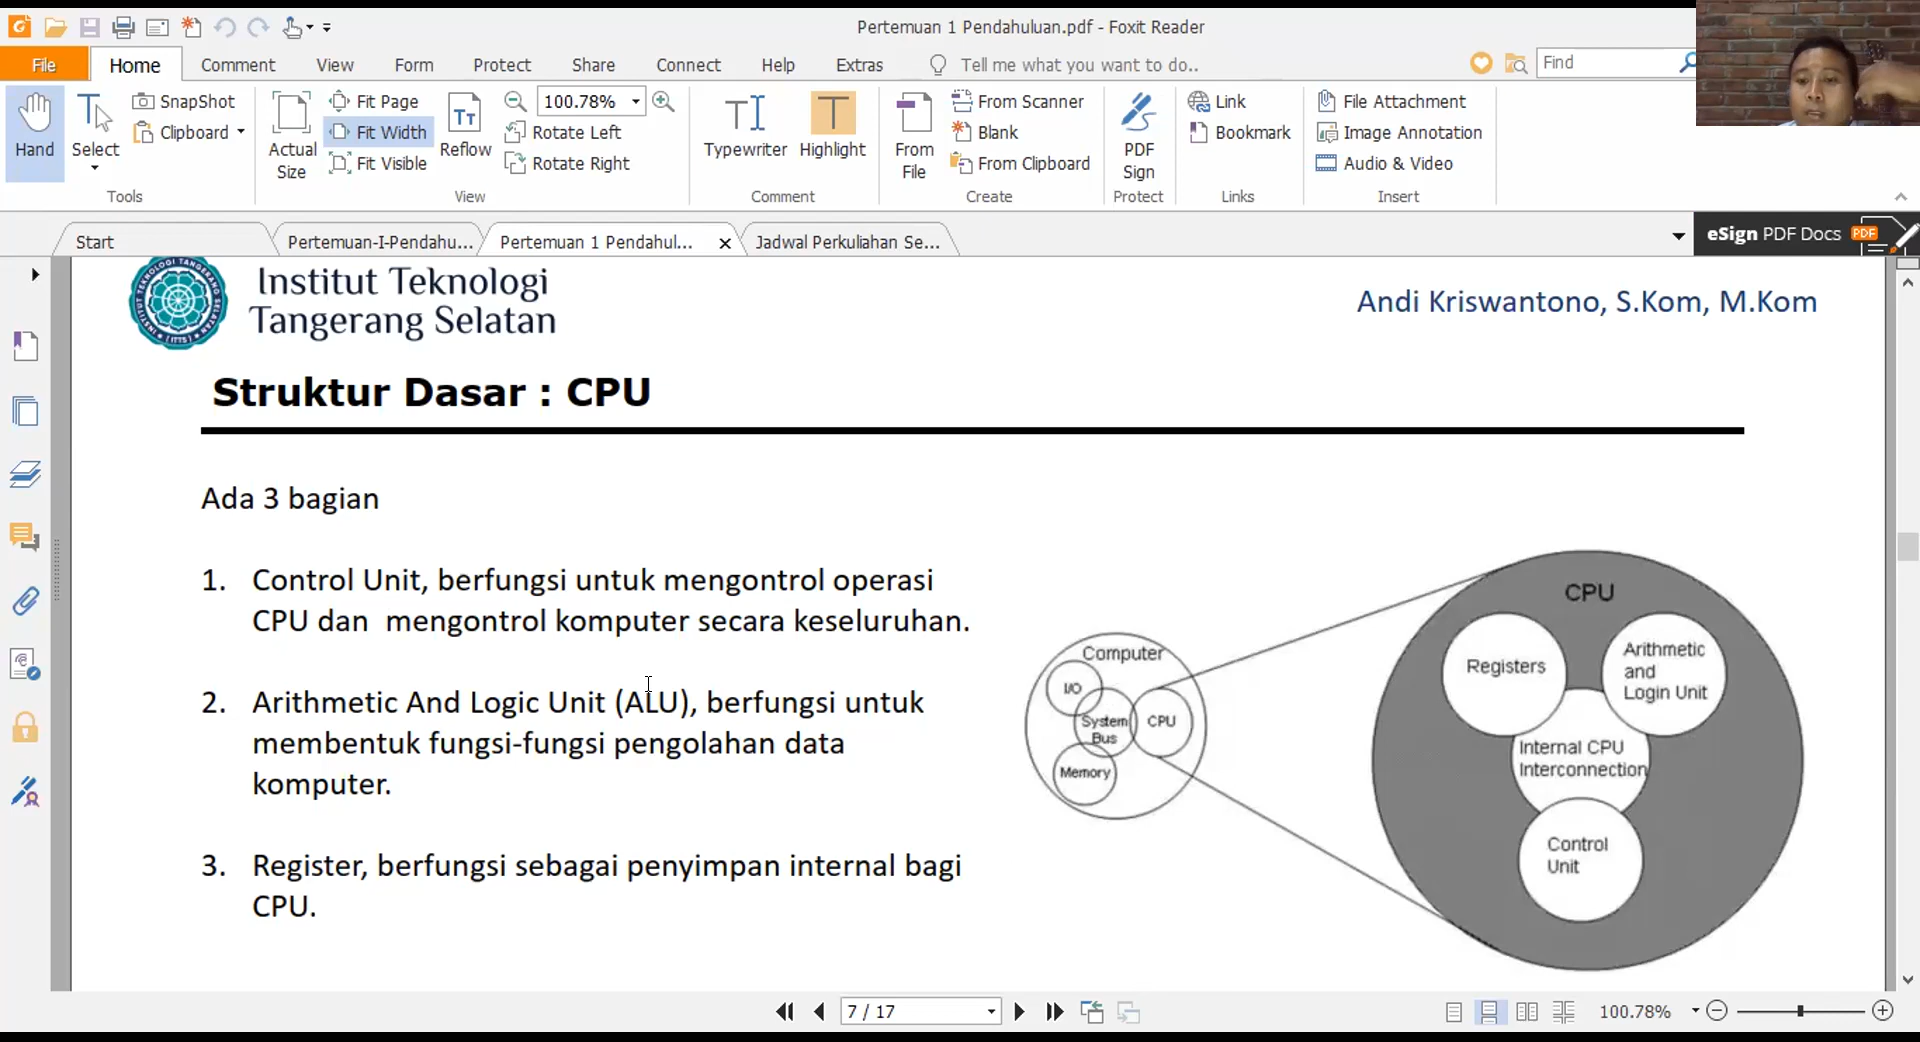 Pertemuan 1 Pendahuluan.pdf - Foxit Reader
File Home Comment View Form Protect Share Connect Help Extras Tell me what you want to do.. Find
Hand
Select
SnapShot
Clipboard
Tools
Actual
Size
Fit Page
Fit Width
Fit Visible
Reflow
100.78%
Rotate Left
Rotate Right
View
Typewriter
Highlight
Comment
From
File
From Scanner
Blank
From Clipboard
Create
PDF
Sign
Protect
Link
Bookmark
Links
File Attachment
Image Annotation
Audio & Video
Insert
Start
Pertemuan-I-Pendahu...
Pertemuan 1 Pendahul...
Jadwal Perkuliahan Se...
eSign PDF Docs PDF
INSTITUT TEKNOLOGI TANGERANG SELATAN
(ITTS)
Institut Teknologi
Tangerang Selatan
Andi Kriswantono, S.Kom, M.Kom
Struktur Dasar : CPU
Ada 3 bagian
1. Control Unit, berfungsi untuk mengontrol operasi
CPU dan mengontrol komputer secara keseluruhan.
2. Arithmetic And Logic Unit (ALU), berfungsi untuk
membentuk fungsi-fungsi pengolahan data
komputer.
3. Register, berfungsi sebagai penyimpan internal bagi
CPU.
Computer
I/O
System
Bus
CPU
Memory
CPU
Registers
Arithmetic
and
Login Unit
Internal CPU
Interconnection
Control
Unit
7 / 17
100.78%